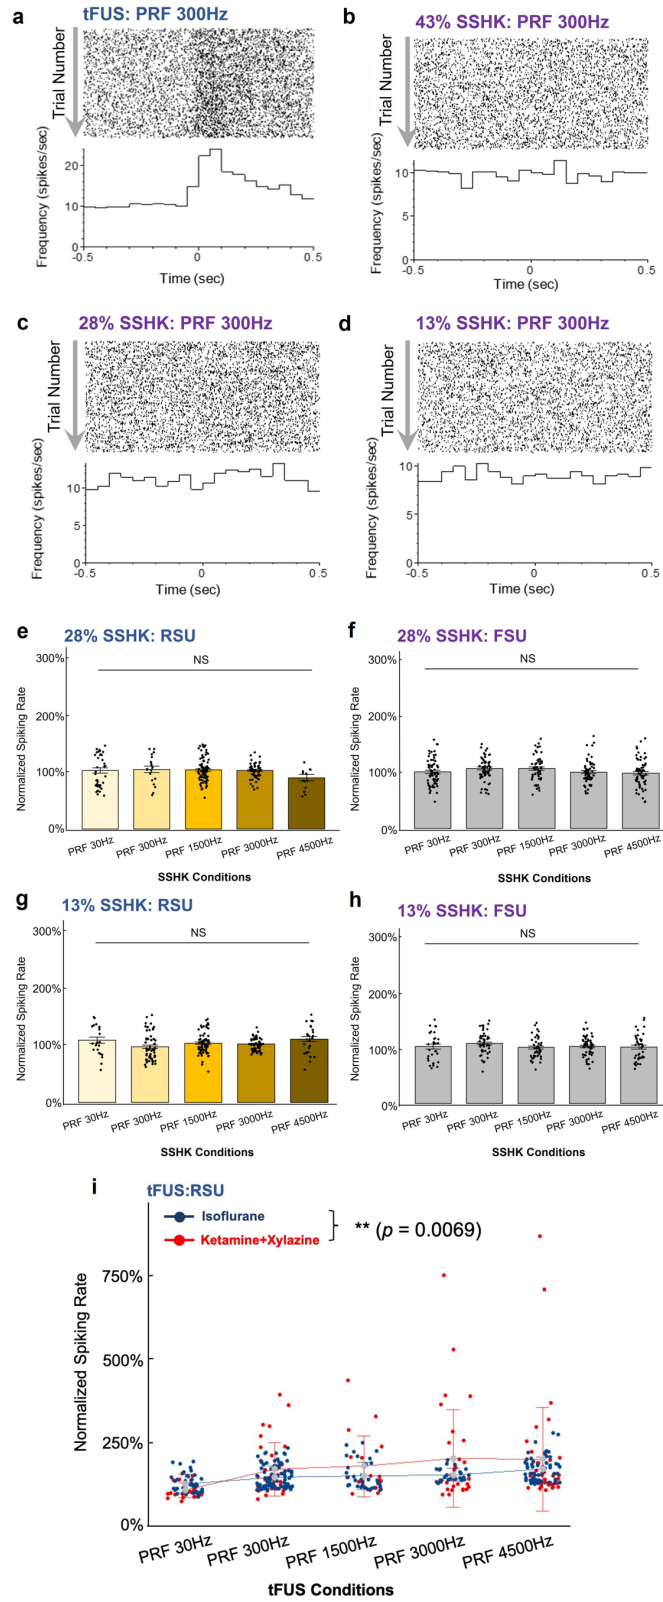 a
tFUS: PRF 300Hz
Trial Number
Frequency (spikes/sec)
20
10
0
-0.5
0
0.5
Time (sec)
b
43% SSHK: PRF 300Hz
Trial Number
Frequency (spikes/sec)
10
5
0
-0.5
0
0.5
Time (sec)
c
28% SSHK: PRF 300Hz
Trial Number
Frequency (spikes/sec)
10
5
0
-0.5
0
0.5
Time (sec)
d
13% SSHK: PRF 300Hz
Trial Number
Frequency (spikes/sec)
10
5
0
-0.5
0
0.5
Time (sec)
e
28% SSHK: RSU
Normalized Spiking Rate
300%
200%
100%
0%
NS
PRF 30Hz
PRF 300Hz
PRF 1500Hz
PRF 3000Hz
PRF 4500Hz
SSHK Conditions
f
28% SSHK: FSU
Normalized Spiking Rate
300%
200%
100%
0%
NS
PRF 30Hz
PRF 300Hz
PRF 1500Hz
PRF 3000Hz
PRF 4500Hz
SSHK Conditions
g
13% SSHK: RSU
Normalized Spiking Rate
300%
200%
100%
0%
NS
PRF 30Hz
PRF 300Hz
PRF 1500Hz
PRF 3000Hz
PRF 4500Hz
SSHK Conditions
h
13% SSHK: FSU
Normalized Spiking Rate
300%
200%
100%
0%
NS
PRF 30Hz
PRF 300Hz
PRF 1500Hz
PRF 3000Hz
PRF 4500Hz
SSHK Conditions
i
tFUS:RSU
Isoflurane
Ketamine+Xylazine
** (p = 0.0069)
Normalized Spiking Rate
750%
500%
250%
0%
PRF 30Hz
PRF 300Hz
PRF 1500Hz
PRF 3000Hz
PRF 4500Hz
tFUS Conditions